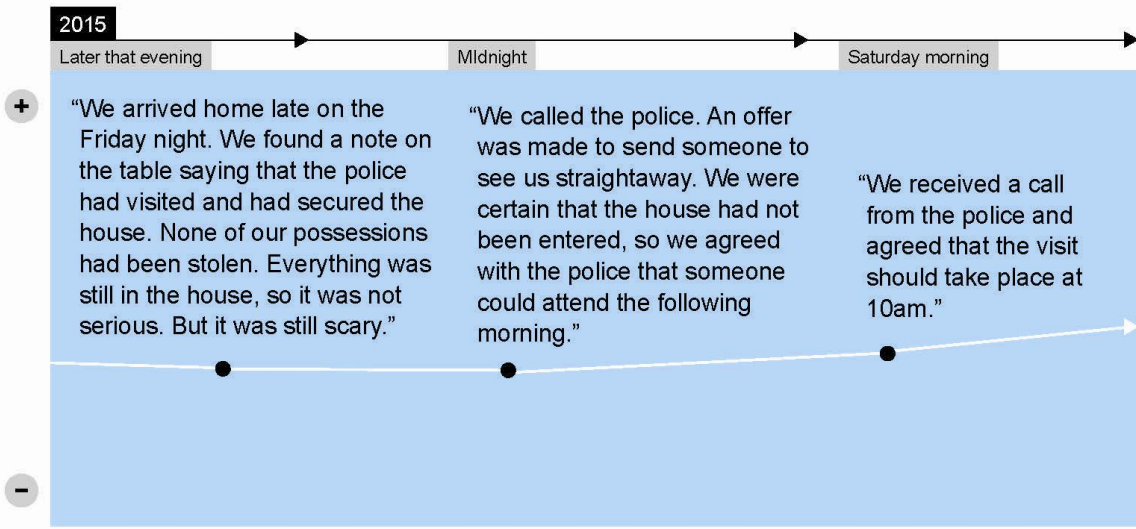 2015
Later that evening
MIdnight
Saturday morning
+
“We arrived home late on the
Friday night. We found a note on
the table saying that the police
had visited and had secured the
house. None of our possessions
had been stolen. Everything was
still in the house, so it was not
serious. But it was still scary.”
“We called the police. An offer
was made to send someone to
see us straightaway. We were
certain that the house had not
been entered, so we agreed
with the police that someone
could attend the following
morning.”
“We received a call
from the police and
agreed that the visit
should take place at
10am.”
–